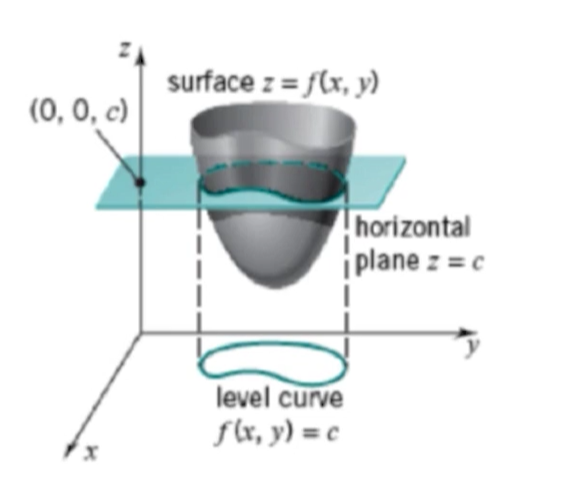 z
surface z = f(x, y)
(0, 0, c)
horizontal
plane z = c
y
level curve
f(x, y) = c
x